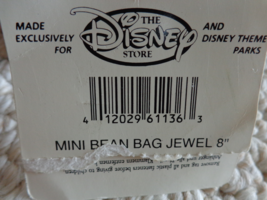 MADE EXCLUSIVELY FOR
THE Disney STORE
AND DISNEY THEME PARKS
4 12029 61136 3
MINI BEAN BAG JEWEL 8"